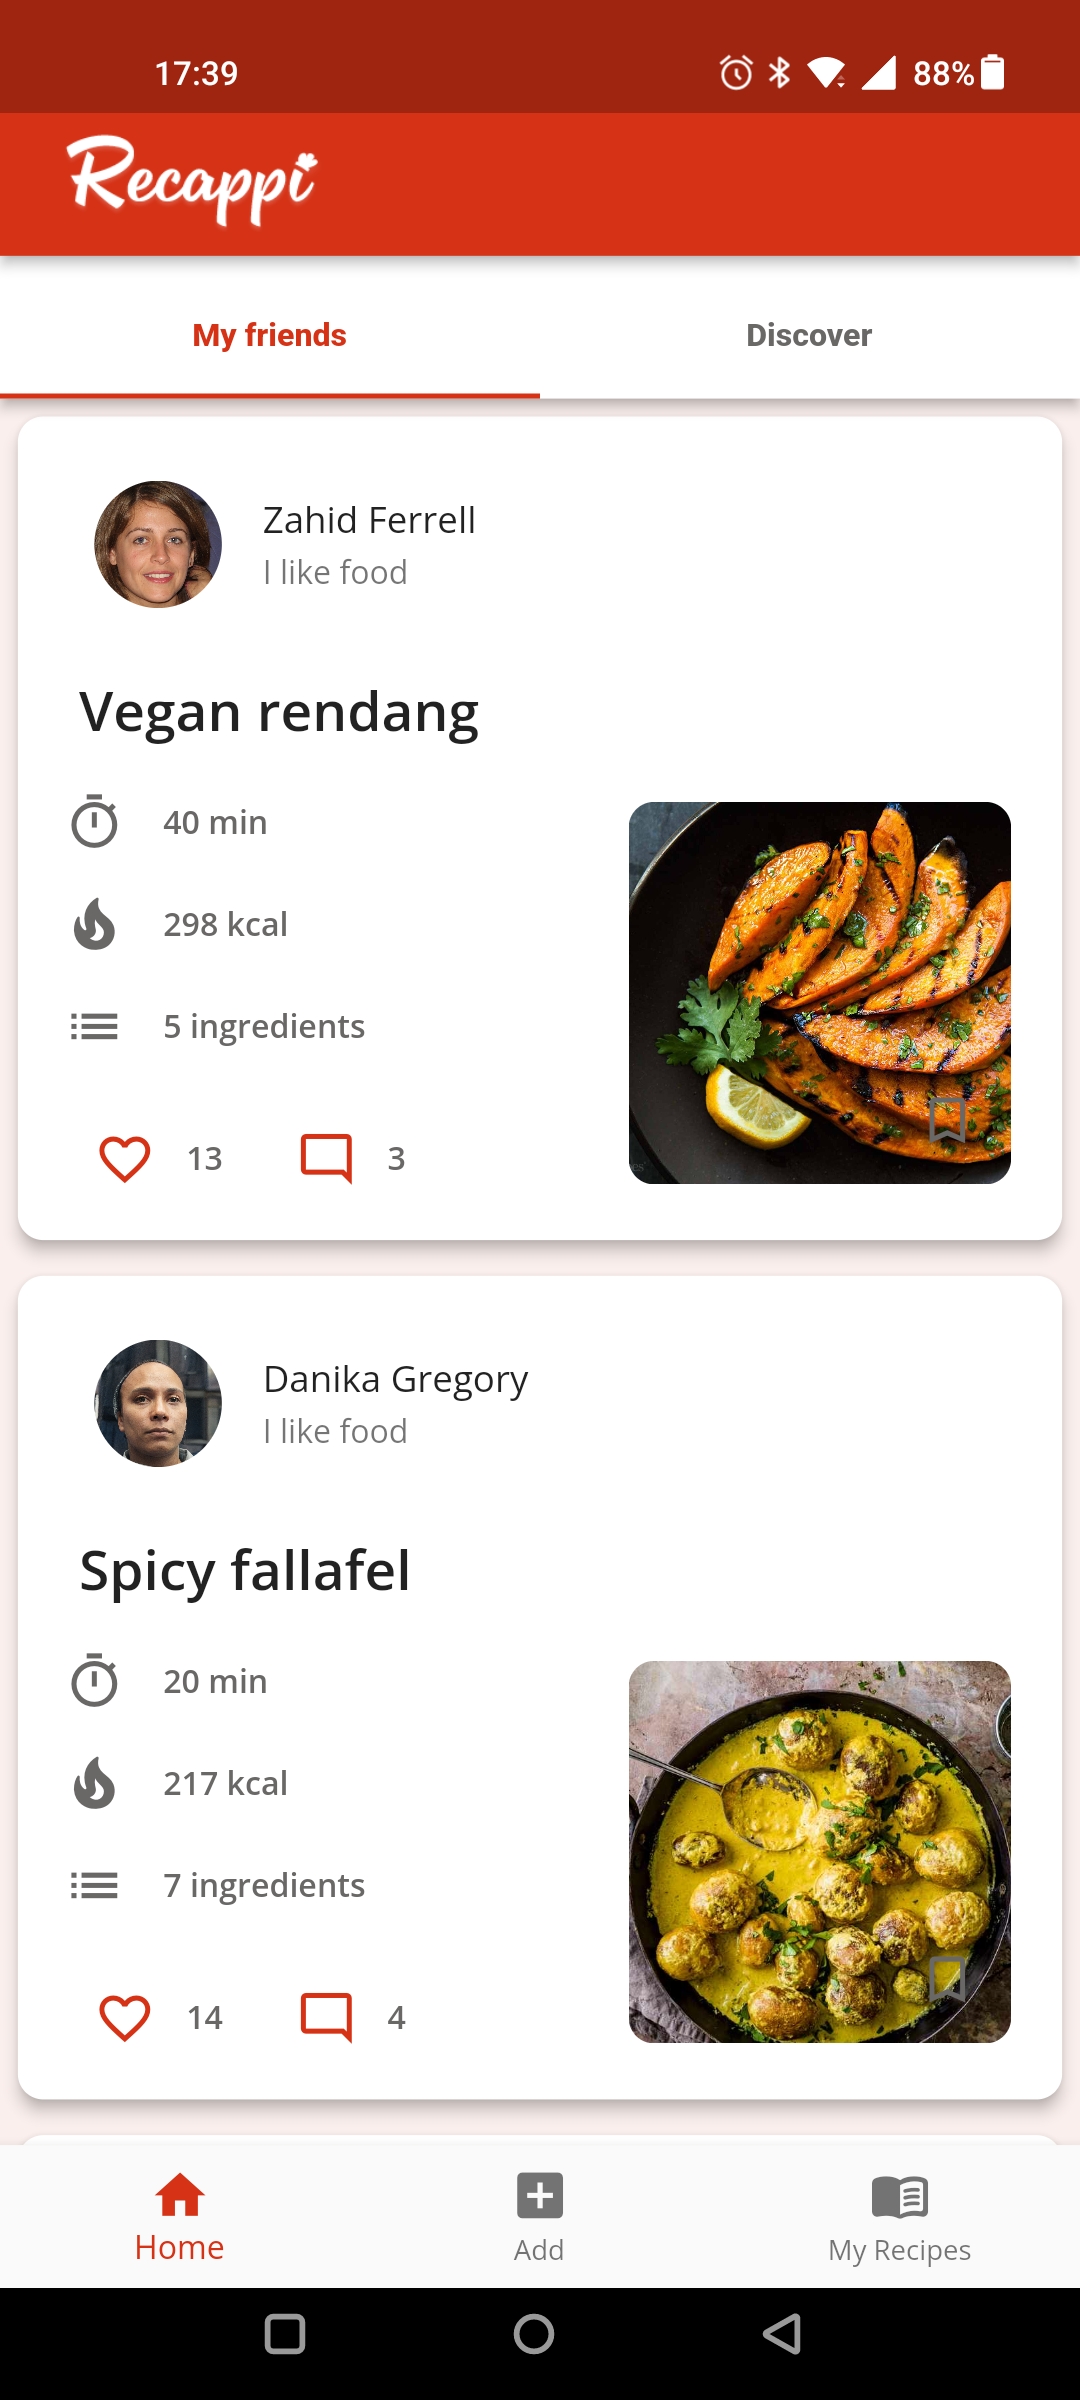 17:39
88%
Recappi
My friends
Discover
Zahid Ferrell
I like food
Vegan rendang
40 min
298 kcal
5 ingredients
13
3
Danika Gregory
I like food
Spicy fallafel
20 min
217 kcal
7 ingredients
14
4
Home
Add
My Recipes